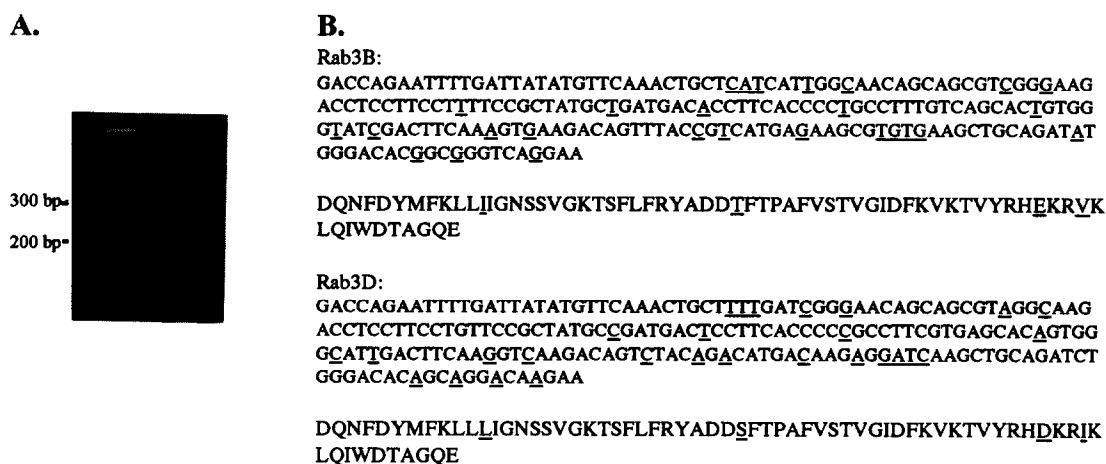 A.
300 bp
200 bp
B.
Rab3B:
GACCAGAATTTTGATTATATGTTCAAACTGCTCATCATTGGCAACAGCAGCGTCGGGAAG
ACCTCCTTCCTTTTCCGCTATGCTGATGACACCTTCACCCCTGCCTTTGTCAGCACTGTGG
GTATCGACTTCAAAGTGAAGACAGTTTACCGTCATGAGAAGCGTGTGAAGCTGCAGATAT
GGGACACGGCGGGTCAGGAA
DQNFDYMFKLLIIGNSSVGKTSFLFRYADDTFTPAFVSTVGIDFKVKTVYRHEKRVK
LQIWDTAGQE
Rab3D:
GACCAGAATTTTGATTATATGTTCAAACTGCTTTTGATCGGGAACAGCAGCGTAGGCAAG
ACCTCCTTCCTGTTCCGCTATGCCGATGACTCCTTCACCCCCGCCTTCGTGAGCACAGTGG
GCATTGACTTCAAGGTCAAGACAGTCTACAGACATGACAAGAGGATCAAGCTGCAGATCT
GGGACACAGCAGGACAAGAA
DQNFDYMFKLLLIGNSSVGKTSFLFRYADDSFTPAFVSTVGIDFKVKTVYRHDKRIK
LQIWDTAGQE